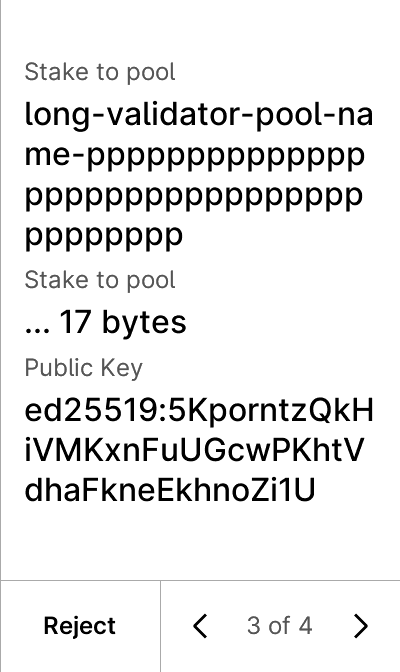 Stake to pool
long-validator-pool-na
me-pppppppppppppp
ppppppppppppppppp
pppppppp
Stake to pool
... 17 bytes
Public Key
ed25519:5KporntzQkH
iVMKxnFuUGcwPKhtV
dhaFkneEkhnoZi1U
Reject
3 of 4